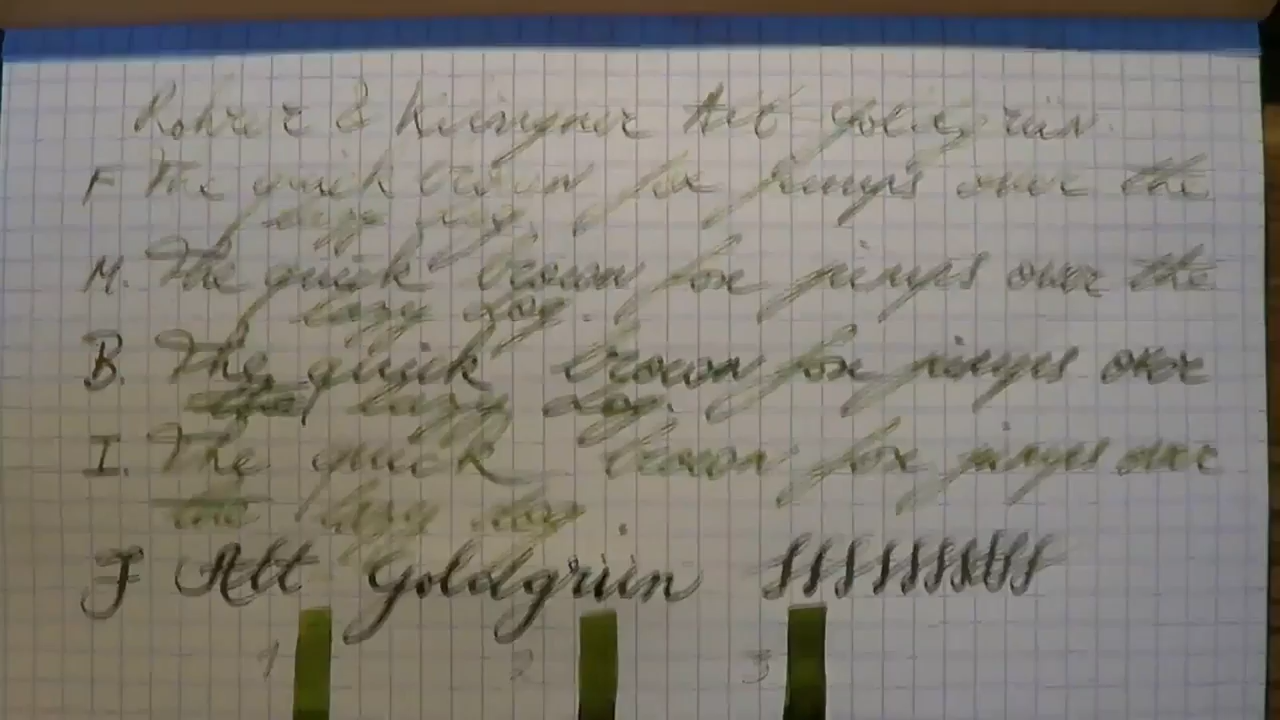 Rohrer & Klingner Alt Goldgrün
F The quick brown fox jumps over the
lazy dog.
M. The quick brown fox jumps over the
lazy dog.
B. The quick brown fox jumps over
the lazy dog.
I. The quick brown fox jumps over
the lazy dog.
F Alt Goldgrün
1 2 3